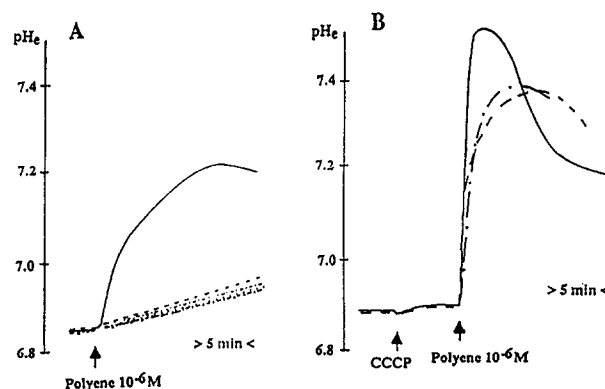 A
pHe
7.4
7.2
7.0
6.8
> 5 min <
Polyene 10-6M
B
pHe
7.4
7.2
7.0
6.8
> 5 min <
CCCP
Polyene 10-6M